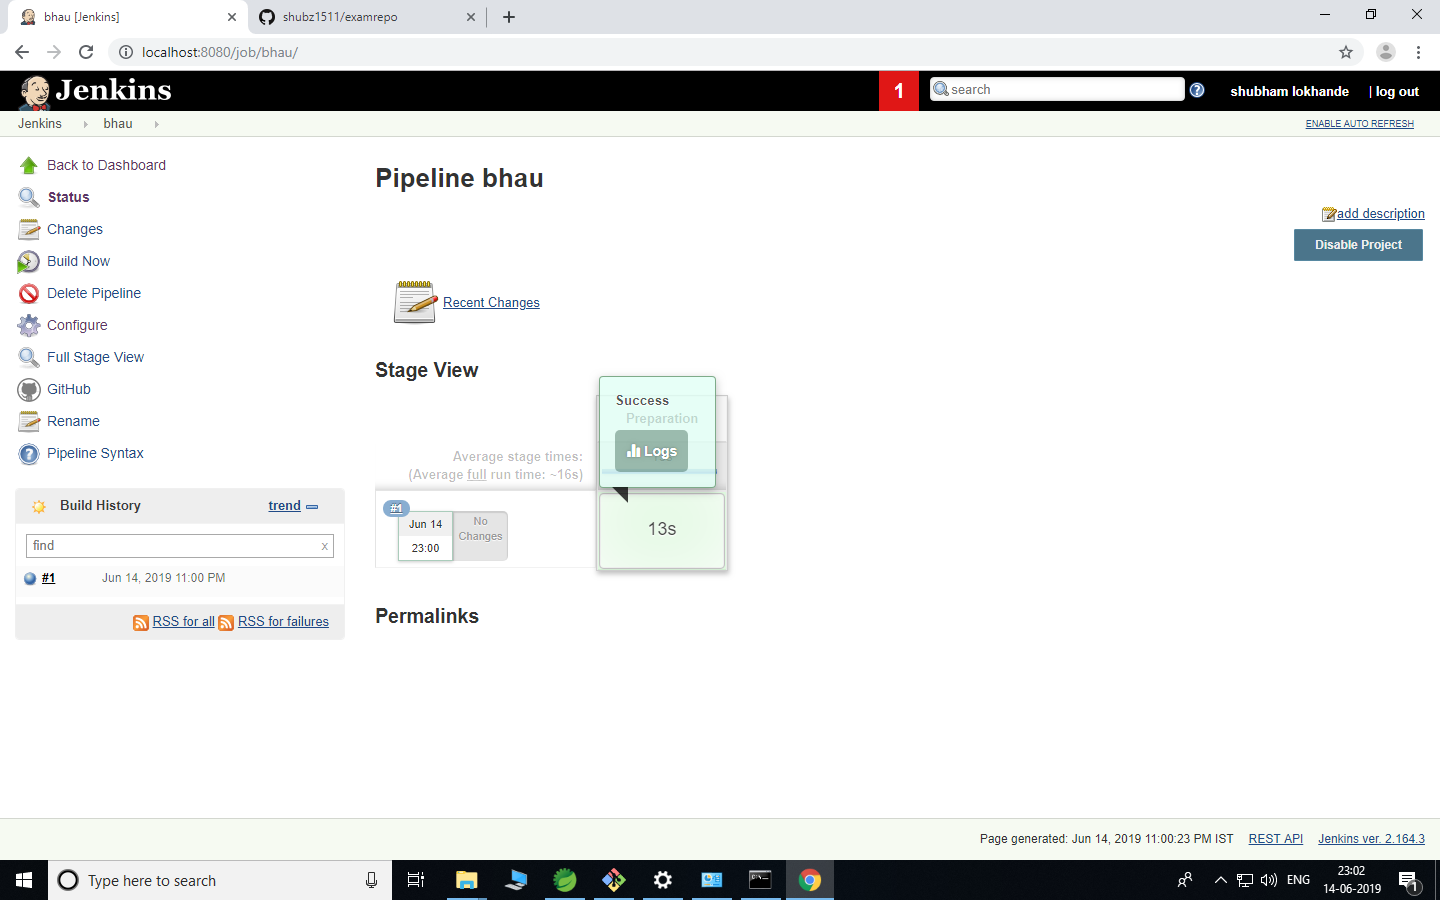 bhau [Jenkins]
shubz1511/examrepo
localhost:8080/job/bhau/
Jenkins
1
search
shubham lokhande
| log out
Jenkins
bhau
ENABLE AUTO REFRESH
Back to Dashboard
Status
Changes
Build Now
Delete Pipeline
Configure
Full Stage View
GitHub
Rename
Pipeline Syntax
Build History
trend
find
x
#1
Jun 14, 2019 11:00 PM
RSS for all
RSS for failures
Pipeline bhau
add description
Disable Project
Recent Changes
Stage View
Success
Preparation
Logs
Average stage times:
(Average full run time: ~16s)
#1
Jun 14
23:00
No
Changes
13s
Permalinks
Page generated: Jun 14, 2019 11:00:23 PM IST
REST API
Jenkins ver. 2.164.3
Type here to search
ENG
23:02
14-06-2019
1